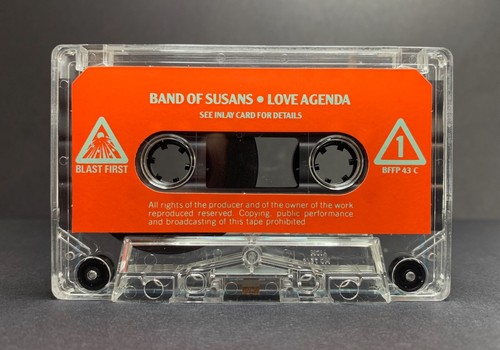 BAND OF SUSANS • LOVE AGENDA
SEE INLAY CARD FOR DETAILS
BLAST FIRST
1
BFFP 43 C
All rights of the producer and of the owner of the work
reproduced reserved. Copying, public performance
and broadcasting of this tape prohibited